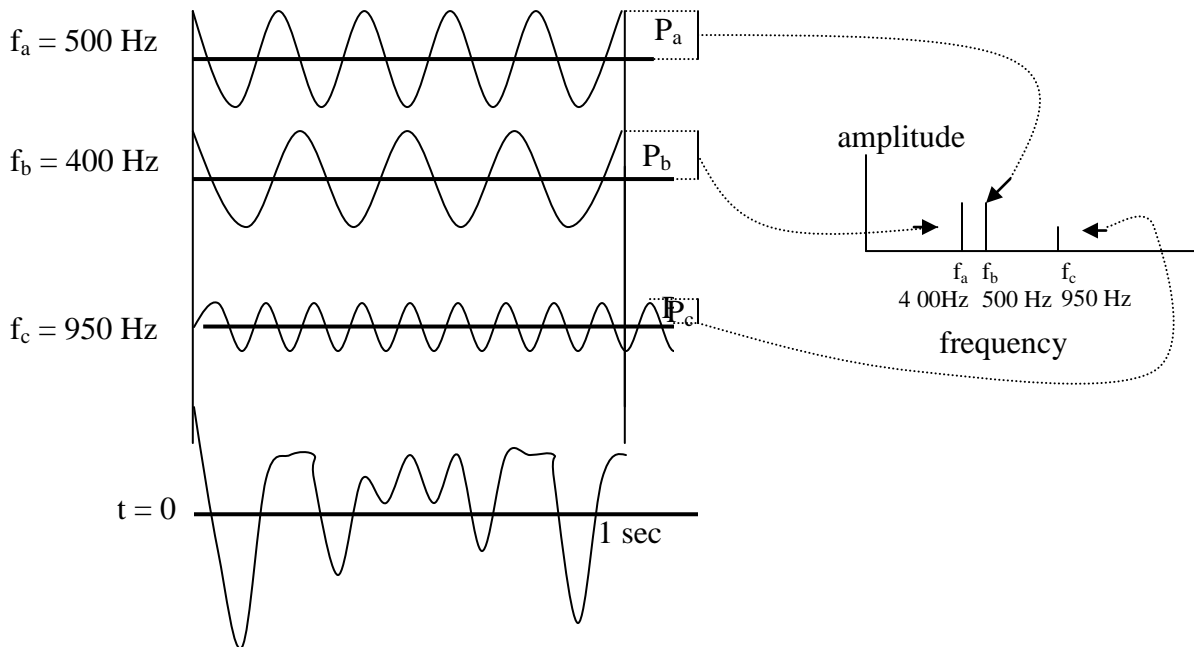 fa = 500 Hz
Pa
fb = 400 Hz
Pb
amplitude
fa fb fc
4 00Hz 500 Hz 950 Hz
frequency
fc = 950 Hz
Pc
t = 0
1 sec